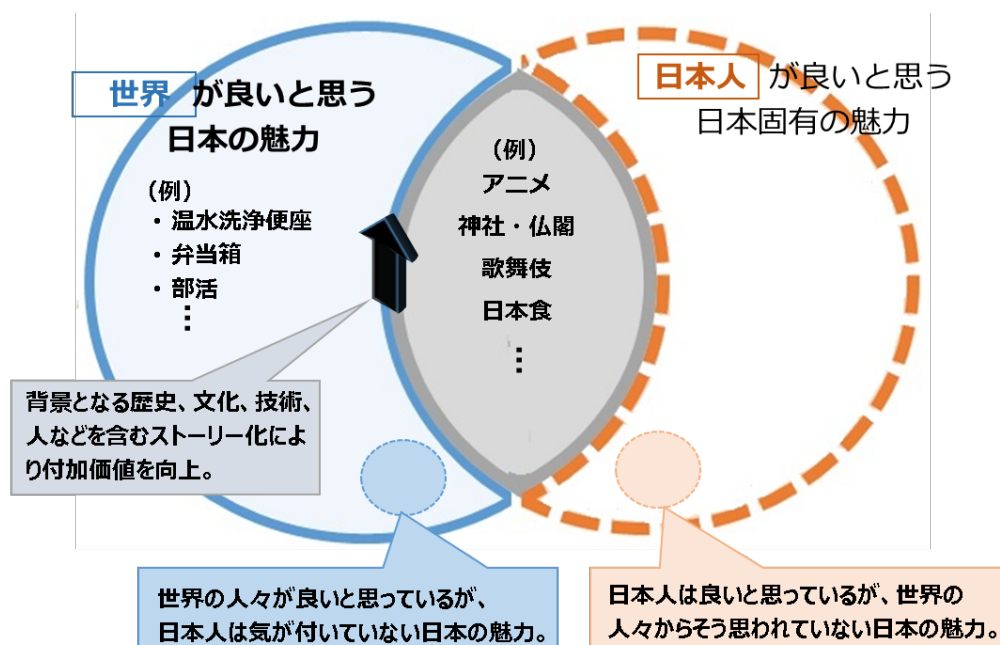 世界 が良いと思う
日本の魅力
（例）
・ 温水洗浄便座
・ 弁当箱
・ 部活
⋮
（例）
アニメ
神社・仏閣
歌舞伎
日本食
⋮
日本人 が良いと思う
日本固有の魅力
背景となる歴史、文化、技術、
人などを含むストーリー化によ
り付加価値を向上。
世界の人々が良いと思っているが、
日本人は気が付いていない日本の魅力。
日本人は良いと思っているが、世界の
人々からそう思われていない日本の魅力。